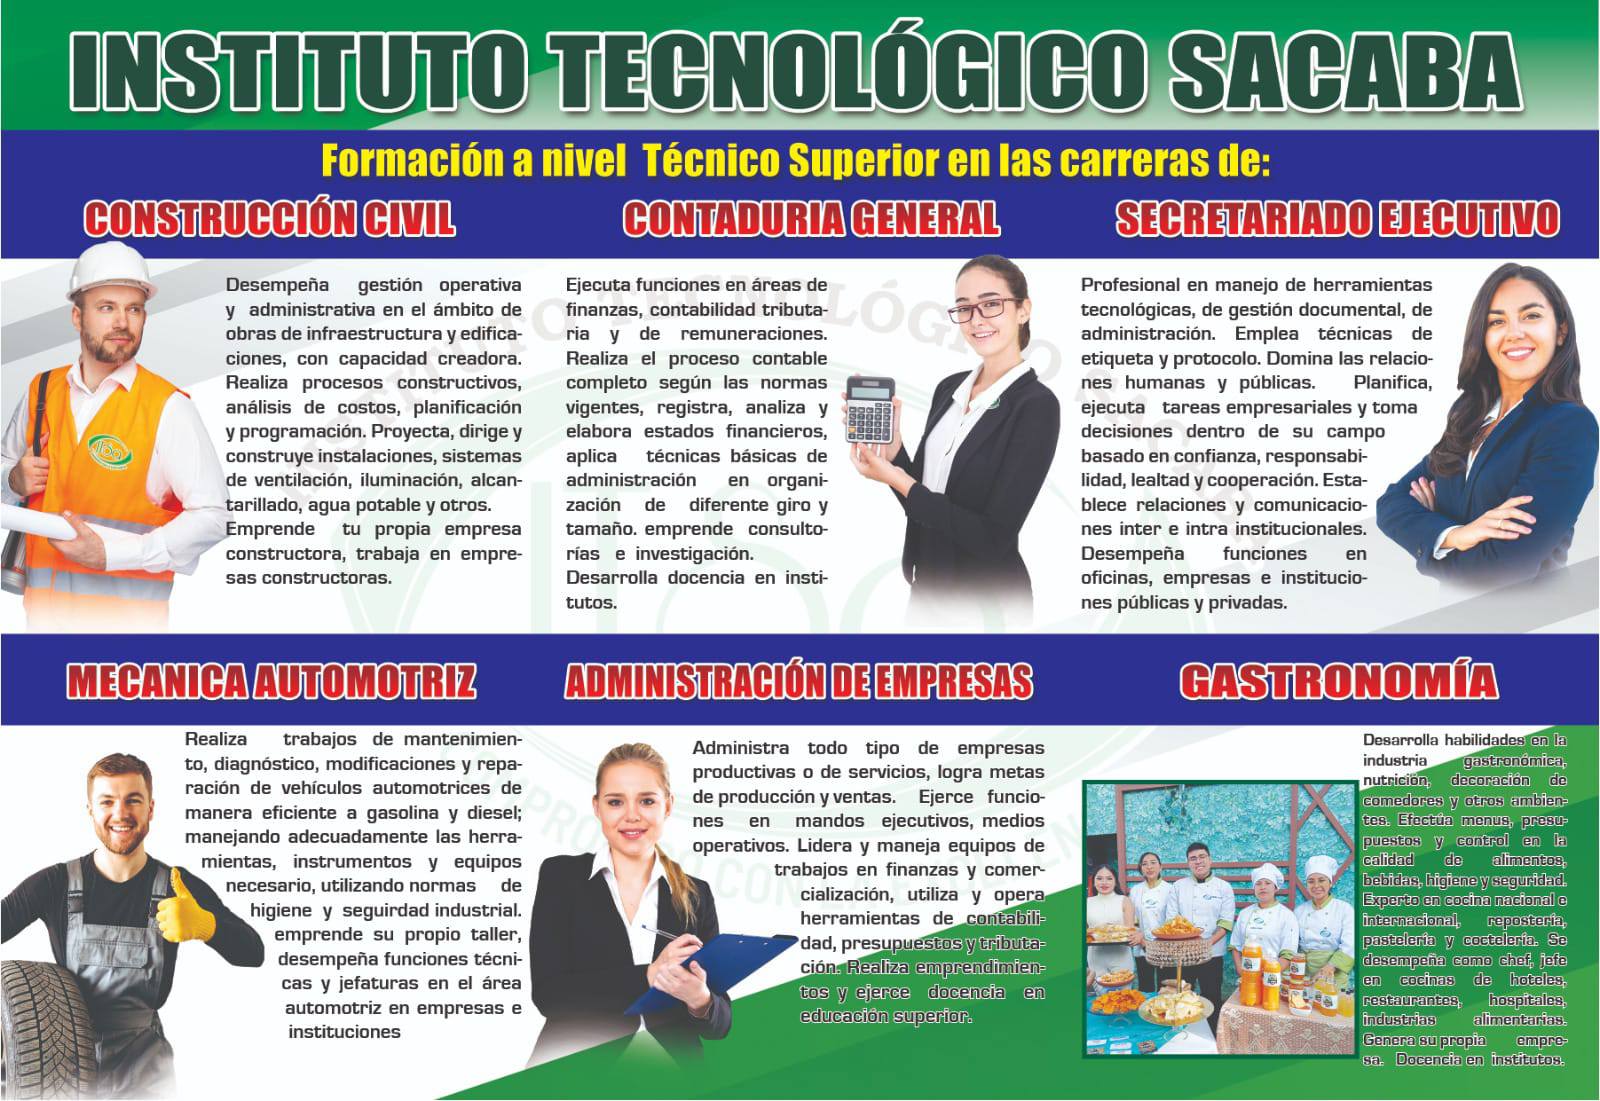 INSTITUTO TECNOLÓGICO SACABA
Formación a nivel Técnico Superior en las carreras de:
CONSTRUCCIÓN CIVIL
Desempeña gestión operativa
y administrativa en el ámbito de
obras de infraestructura y edifica-
ciones, con capacidad creadora.
Realiza procesos constructivos,
análisis de costos, planificación
y programación. Proyecta, dirige y
construye instalaciones, sistemas
de ventilación, iluminación, alcan-
tarillado, agua potable y otros.
Emprende tu propia empresa
constructora, trabaja en empre-
sas constructoras.
CONTADURIA GENERAL
Ejecuta funciones en áreas de
finanzas, contabilidad tributa-
ria y de remuneraciones.
Realiza el proceso contable
completo según las normas
vigentes, registra, analiza y
elabora estados financieros,
aplica técnicas básicas de
administración en organi-
zación de diferente giro y
tamaño. emprende consulto-
rías e investigación.
Desarrolla docencia en insti-
tutos.
SECRETARIADO EJECUTIVO
Profesional en manejo de herramientas
tecnológicas, de gestión documental, de
administración. Emplea técnicas de
etiqueta y protocolo. Domina las relacio-
nes humanas y públicas. Planifica,
ejecuta tareas empresariales y toma
decisiones dentro de su campo
basado en confianza, responsabi-
lidad, lealtad y cooperación. Esta-
blece relaciones y comunicacio-
nes inter e intra institucionales.
Desempeña funciones en
oficinas, empresas e institucio-
nes públicas y privadas.
INSTITUTO TECNOLÓGICO SACABA
MECANICA AUTOMOTRIZ
Realiza trabajos de mantenimien-
to, diagnóstico, modificaciones y repa-
ración de vehículos automotrices de
manera eficiente a gasolina y diesel;
manejando adecuadamente las herra-
mientas, instrumentos y equipos
necesario, utilizando normas de
higiene y seguirdad industrial.
emprende su propio taller,
desempeña funciones técni-
cas y jefaturas en el área
automotriz en empresas e
instituciones
ADMINISTRACIÓN DE EMPRESAS
Administra todo tipo de empresas
productivas o de servicios, logra metas
de producción y ventas. Ejerce funcio-
nes en mandos ejecutivos, medios
operativos. Lidera y maneja equipos de
trabajos en finanzas y comer-
cialización, utiliza y opera
herramientas de contabili-
dad, presupuestos y tributa-
ción. Realiza emprendimien-
tos y ejerce docencia en
educación superior.
GASTRONOMÍA
Desarrolla habilidades en la
industria gastronómica,
nutrición, decoración de
comedores y otros ambien-
tes. Efectúa menus, presu-
puestos y control en la
calidad de alimentos,
bebidas, higiene y seguridad.
Experto en cocina nacional e
internacional, repostería,
pastelería y coctelería. Se
desempeña como chef, jefe
en cocinas de hoteles,
restaurantes, hospitales,
industrias alimentarias.
Genera su propia empre-
sa. Docencia en institutos.